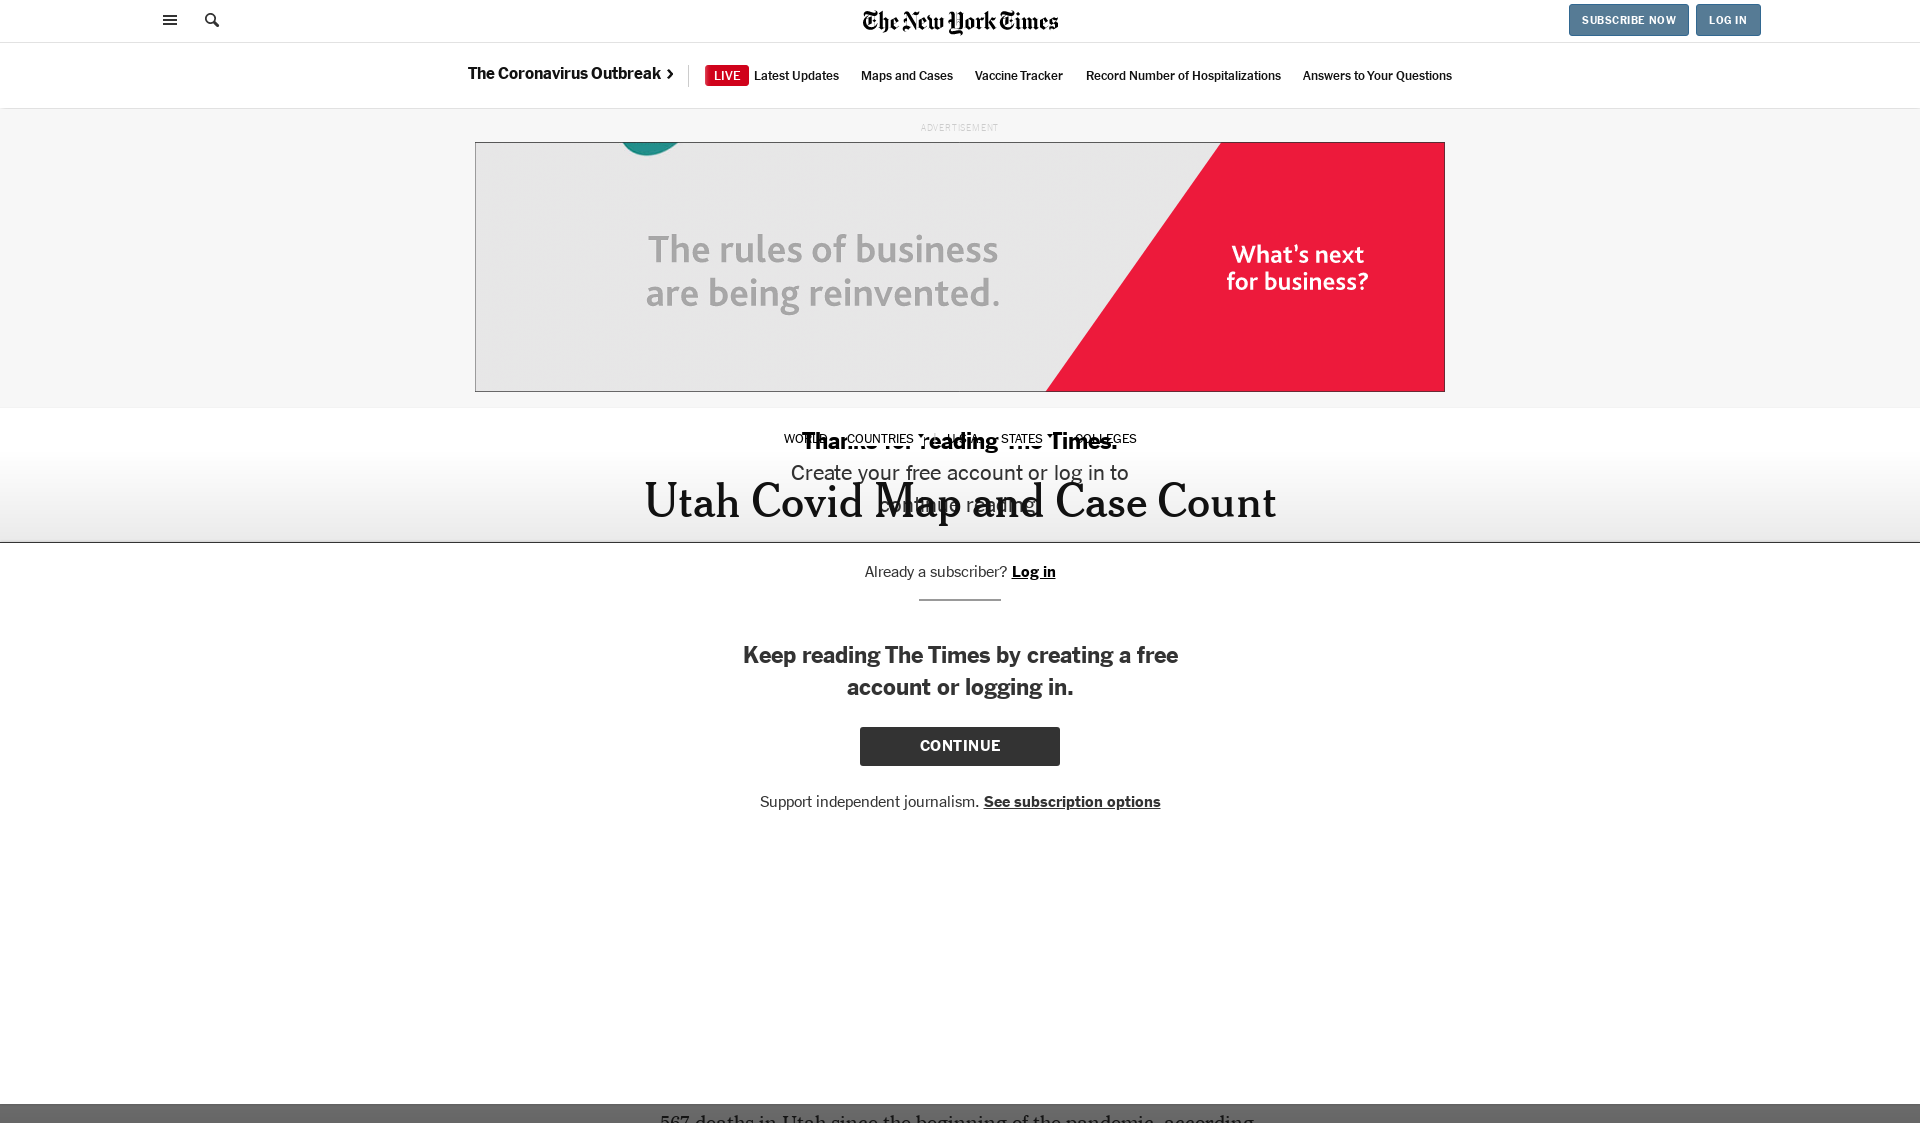 The New York Times
SUBSCRIBE NOW
LOG IN
The Coronavirus Outbreak
LIVE Latest Updates
Maps and Cases
Vaccine Tracker
Record Number of Hospitalizations
Answers to Your Questions
ADVERTISEMENT
The rules of business
are being reinvented.
What's next
for business?
WORLD COUNTRIES U.S.A. STATES COLLEGES
Thanks for reading The Times.
Create your free account or log in to
continue reading.
Utah Covid Map and Case Count
Already a subscriber? Log in
Keep reading The Times by creating a free
account or logging in.
CONTINUE
Support independent journalism. See subscription options
567 deaths in Utah since the beginning of the pandemic, according